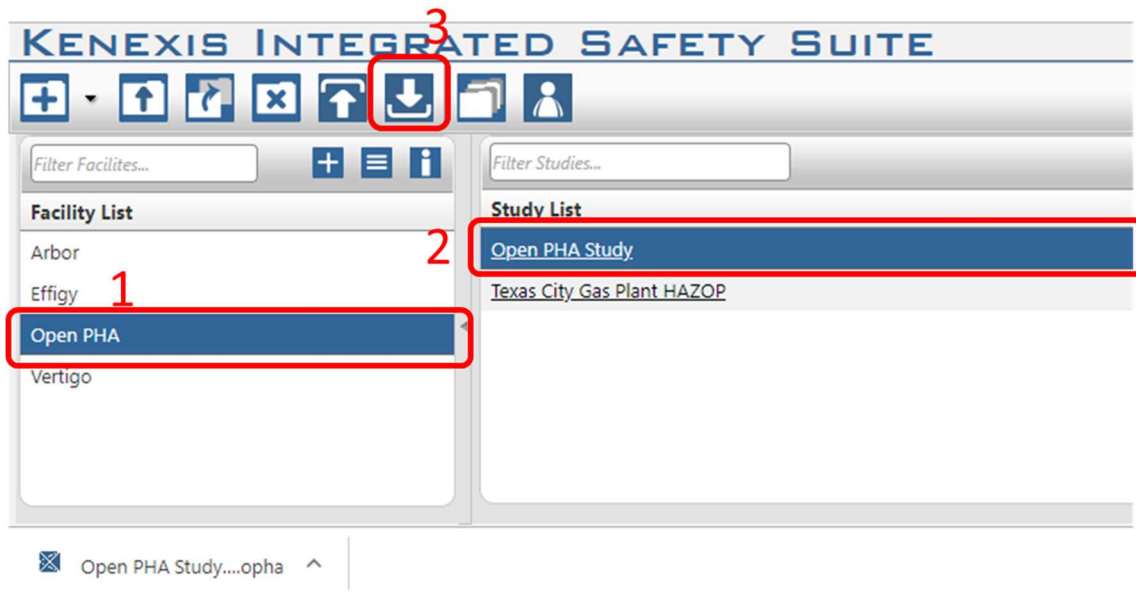 3
KENEXIS INTEGRATED SAFETY SUITE
Filter Facilites...
Filter Studies...
Facility List
Study List
Arbor
2
Open PHA Study
Effigy
1
Texas City Gas Plant HAZOP
Open PHA
Vertigo
Open PHA Study....opha